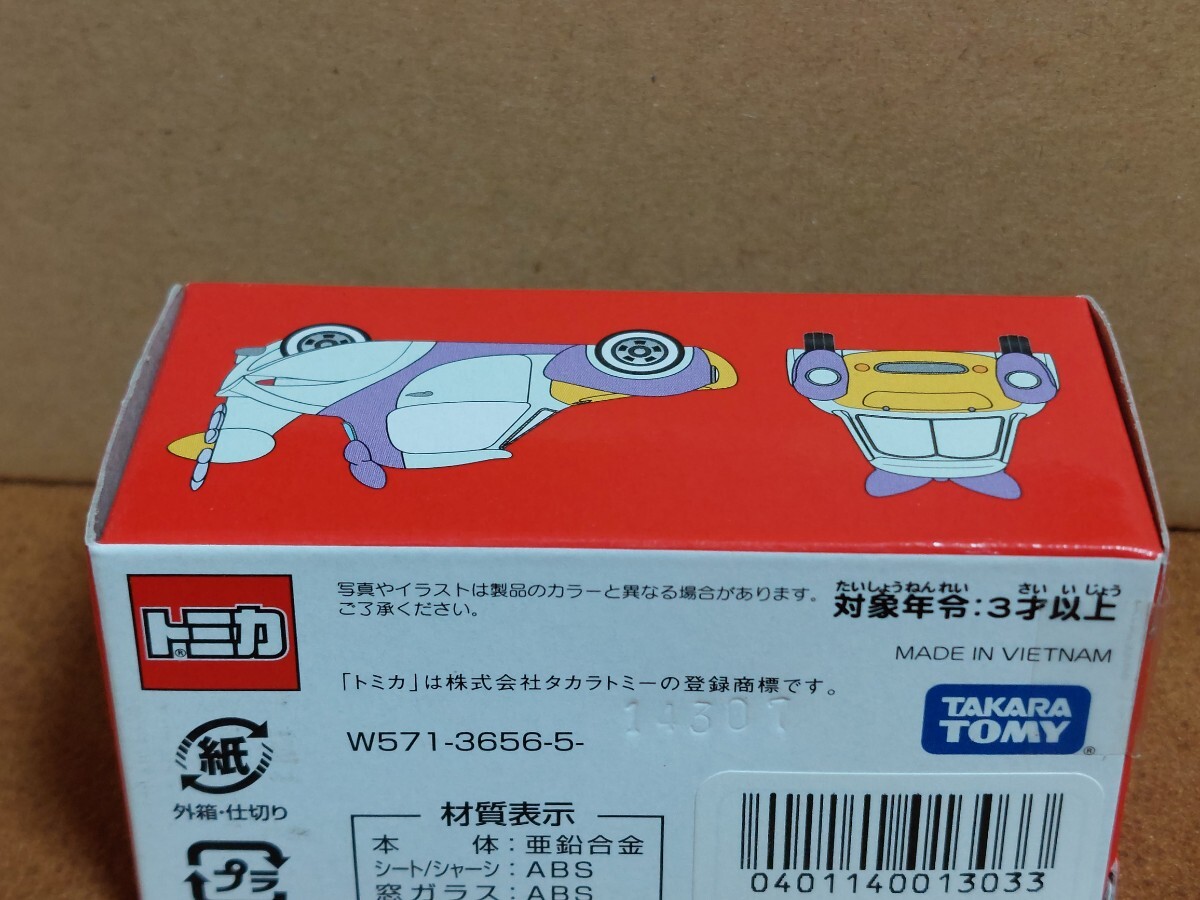 トミカ®
写真やイラストは製品のカラーと異なる場合があります。
ご了承ください。
たいしょうねんれい さい い じょう
対象年令:3才以上
MADE IN VIETNAM
「トミカ」は株式会社タカラトミーの登録商標です。
14307
TAKARA
TOMY®
W571-3656-5-
紙
外箱・仕切り
プラ
材質表示
本 体:亜鉛合金
シート/シャーシ:ABS
窓ガラス:ABS
0401140013033